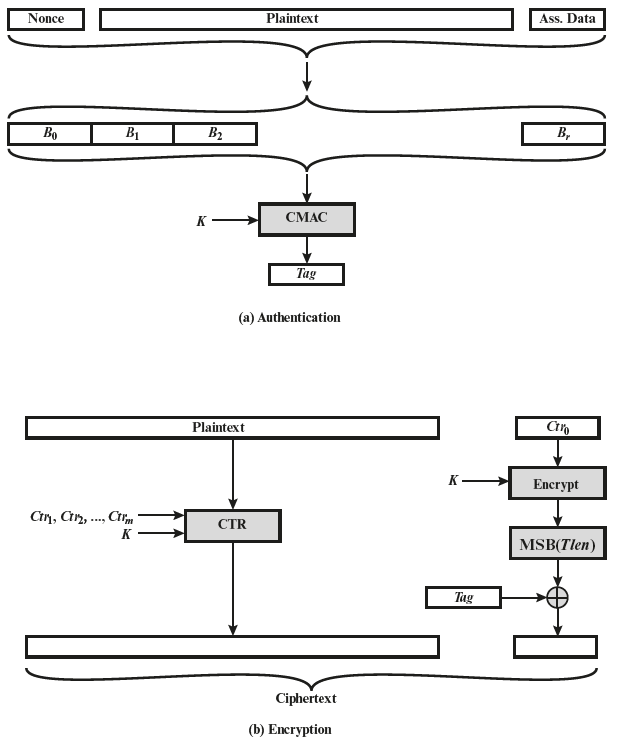 Nonce Plaintext Ass. Data
B0 B1 B2 Br
K CMAC
Tag
(a) Authentication
Plaintext Ctr0
K Encrypt
Ctr1, Ctr2, ..., Ctrm CTR
K
MSB(Tlen)
Tag
Ciphertext
(b) Encryption